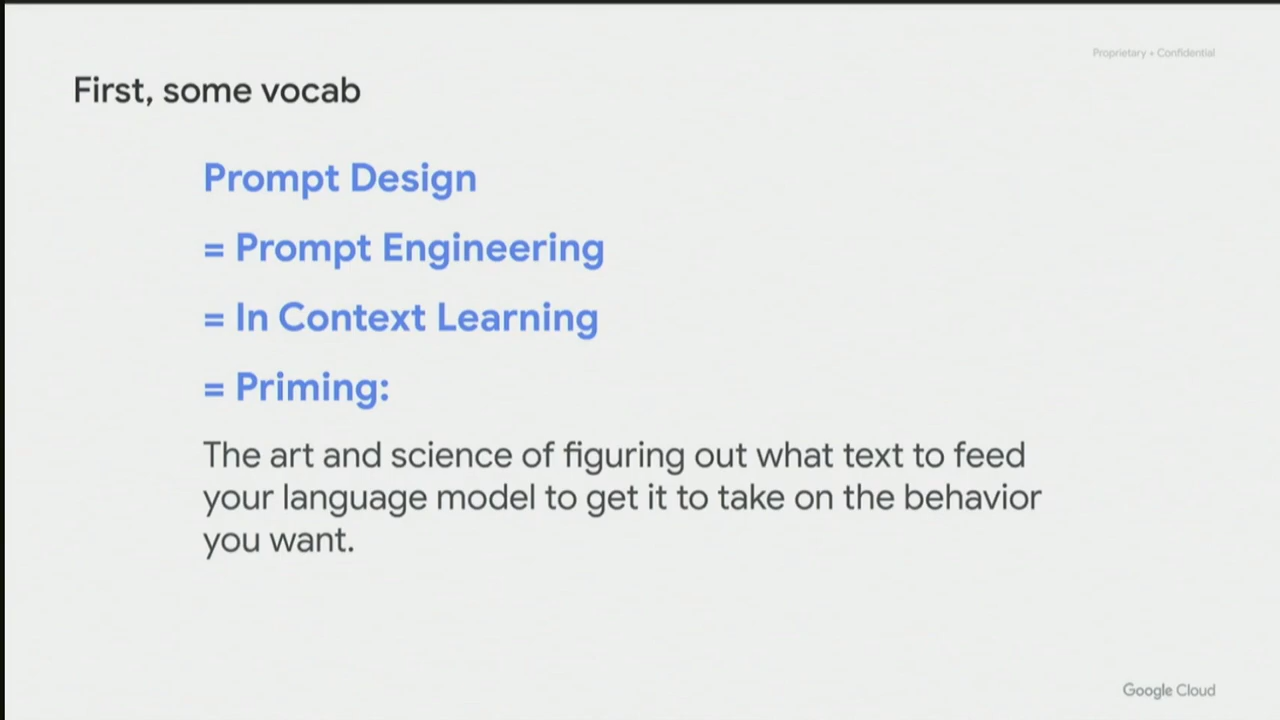 Proprietary + Confidential
First, some vocab
Prompt Design
= Prompt Engineering
= In Context Learning
= Priming:
The art and science of figuring out what text to feed
your language model to get it to take on the behavior
you want.
Google Cloud